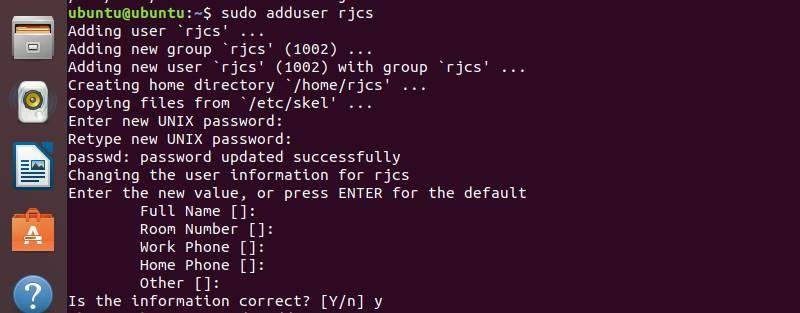 ubuntu@ubuntu:~$ sudo adduser rjcs
Adding user `rjcs' ...
Adding new group `rjcs' (1002) ...
Adding new user `rjcs' (1002) with group `rjcs' ...
Creating home directory `/home/rjcs' ...
Copying files from `/etc/skel' ...
Enter new UNIX password:
Retype new UNIX password:
passwd: password updated successfully
Changing the user information for rjcs
Enter the new value, or press ENTER for the default
Full Name []:
Room Number []:
Work Phone []:
Home Phone []:
Other []:
Is the information correct? [Y/n] y